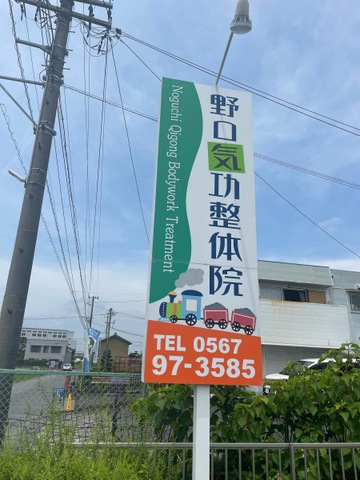 野口気功整体院
Noguchi Qigong Bodywork Treatment
TEL 0567
97-3585